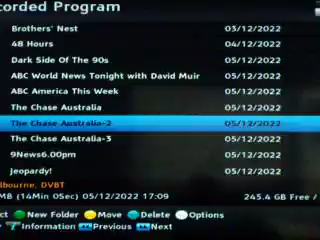 corded Program
Brothers' Nest 03/12/2022
48 Hours 04/12/2022
Dark Side Of The 90s 05/12/2022
ABC World News Tonight with David Muir 05/12/2022
ABC America This Week 05/12/2022
The Chase Australia 05/12/2022
The Chase Australia-2 05/12/2022
The Chase Australia-3 05/12/2022
9News6.00pm 05/12/2022
Jeopardy! 05/12/2022
lbourne, DVBT
MB (14Min 0Sec) 05/12/2022 17:09 245.4 GB Free /
ct New Folder Move Delete Options
Information Previous Next